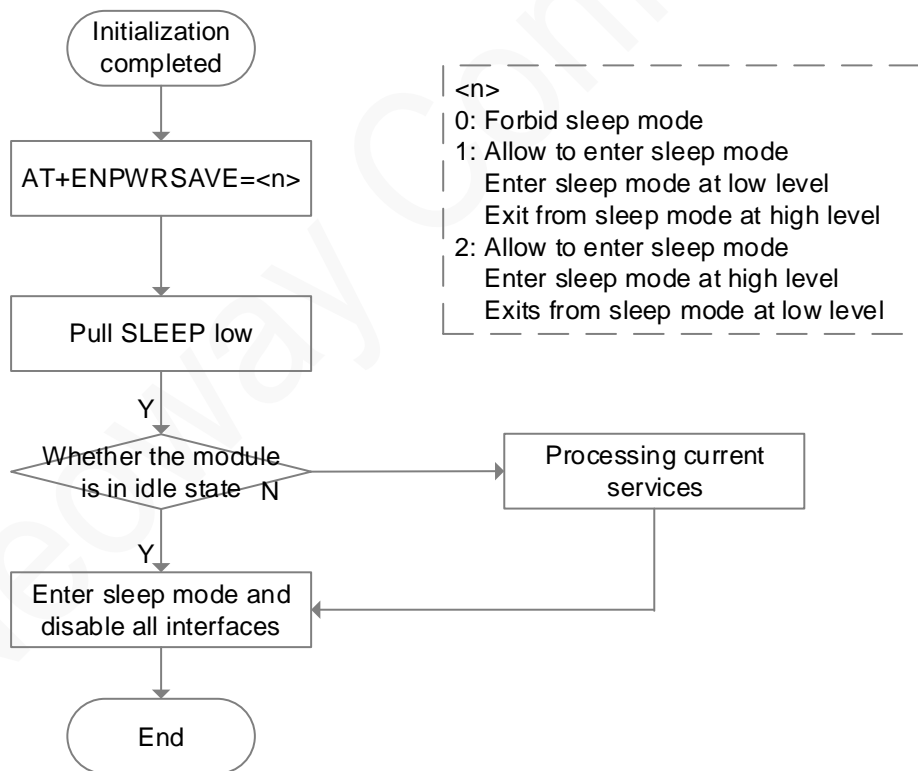 Initialization
completed
AT+ENPWRSAVE=<n>
Pull SLEEP low
Y
Whether the module
is in idle state
N
Y
Enter sleep mode and
disable all interfaces
End
Processing current
services
<n>
0: Forbid sleep mode
1: Allow to enter sleep mode
Enter sleep mode at low level
Exit from sleep mode at high level
2: Allow to enter sleep mode
Enter sleep mode at high level
Exits from sleep mode at low level